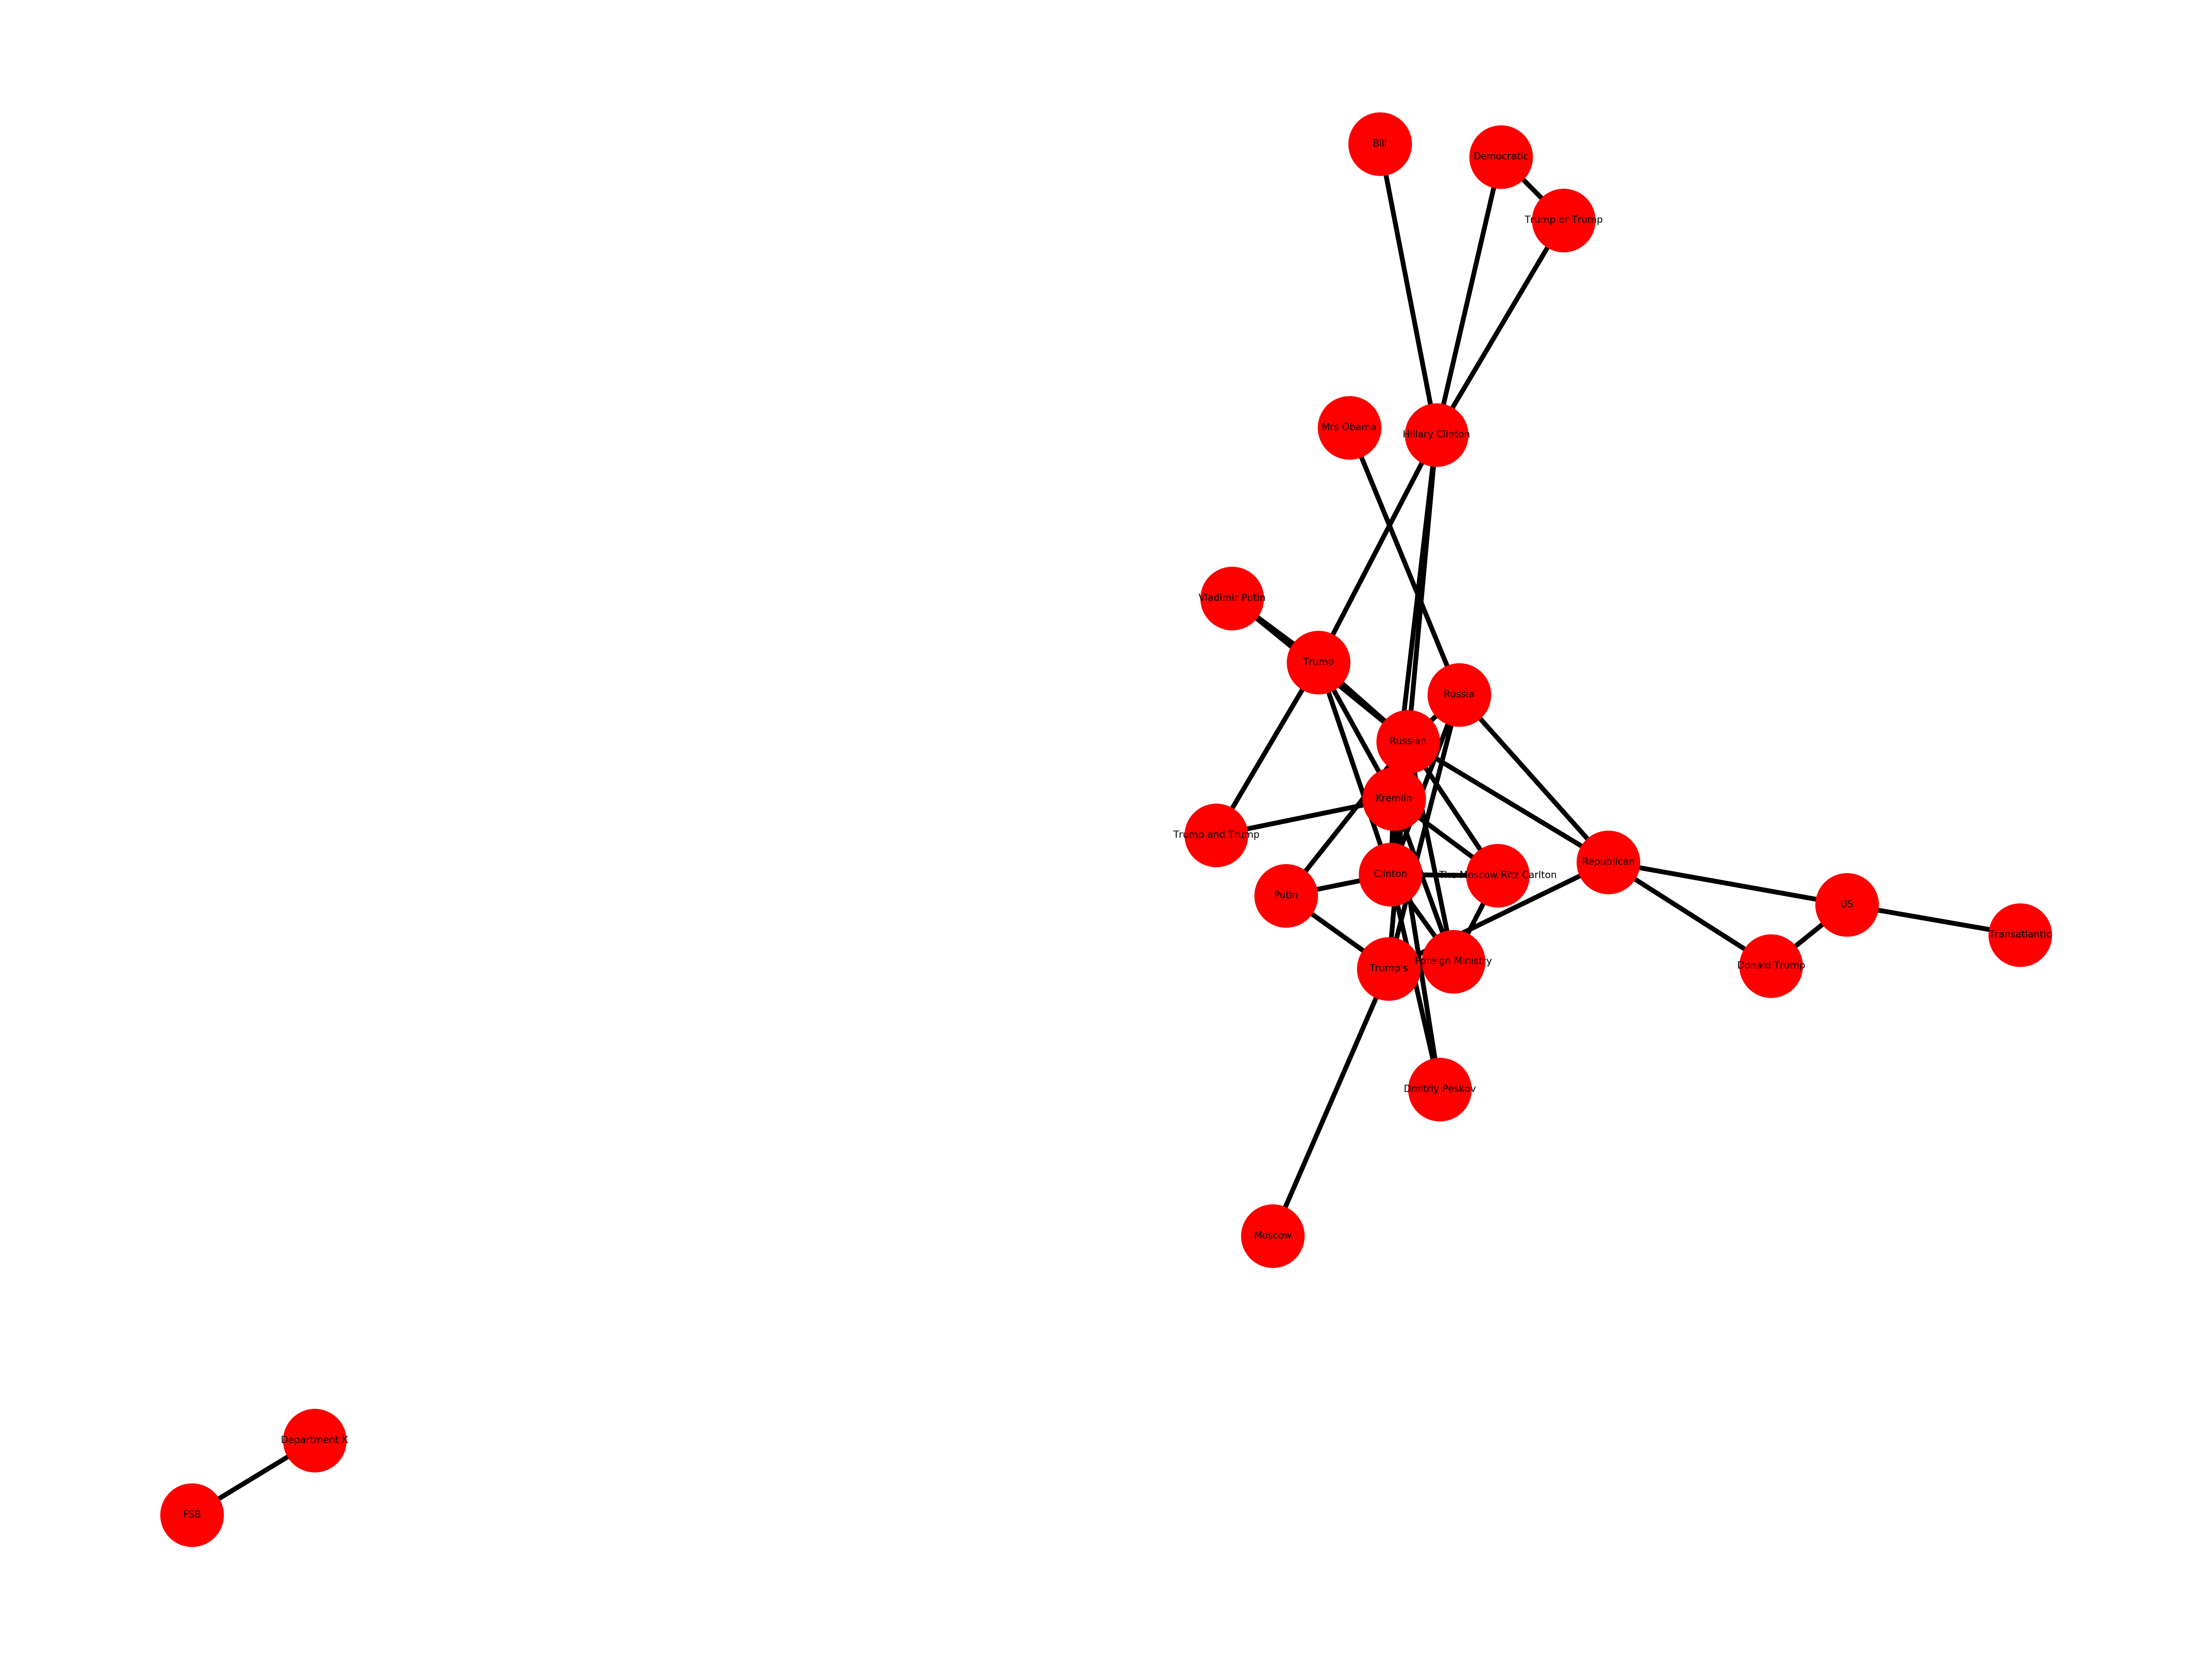 Bill
Democratic
Trump or Trump
Mrs Obama
Hillary Clinton
Vladimir Putin
Trump
Russia
Russian
Kremlin
Trump and Trump
Republican
Clinton
The Moscow Ritz Carlton
Putin
US
Transatlantic
Foreign Ministry
Donald Trump
Trump's
Dmitriy Peskov
Moscow
Department K
FSB